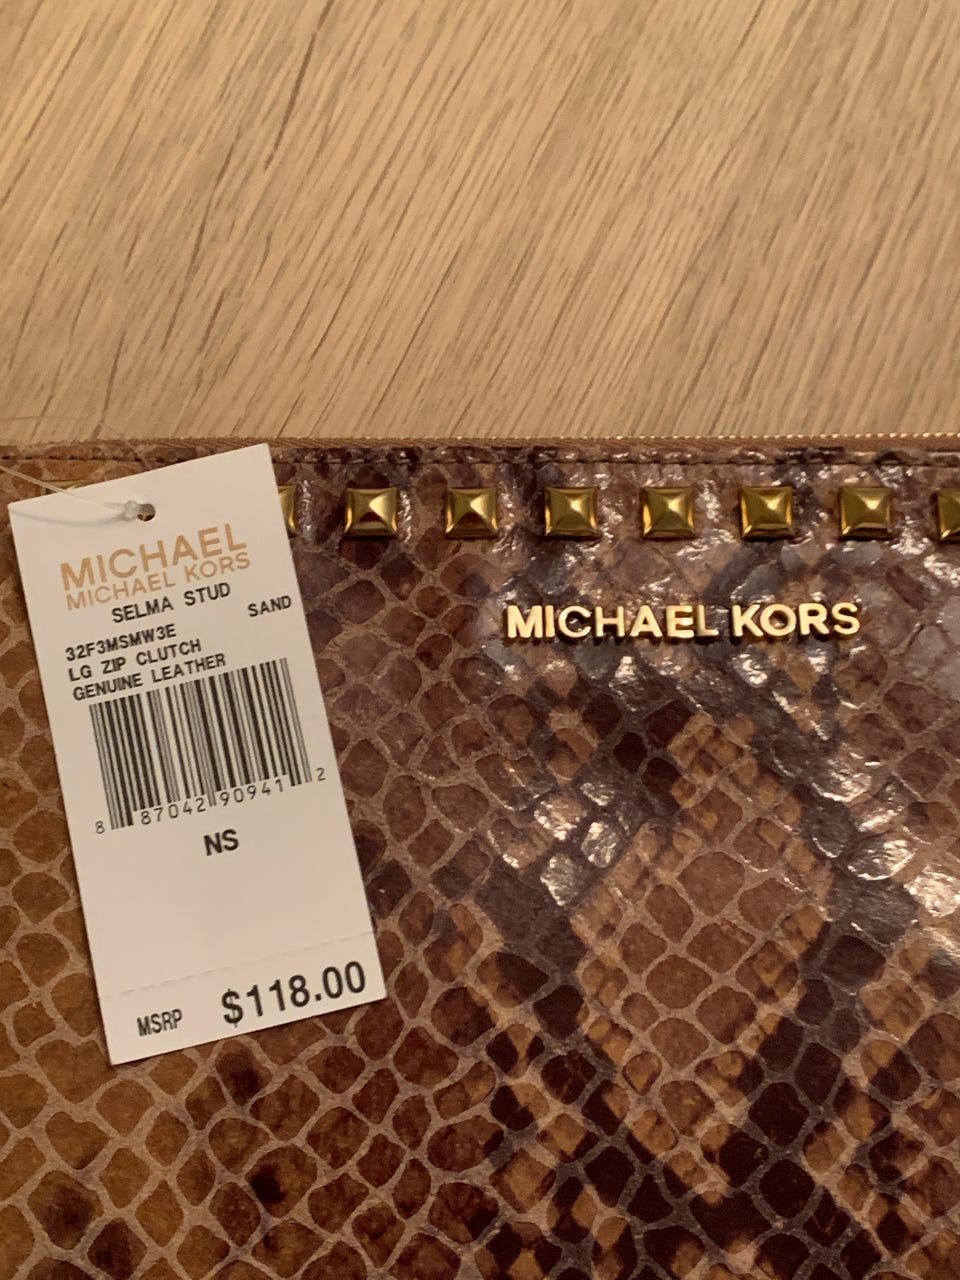 MICHAEL
MICHAEL KORS
SELMA STUD
SAND
32F3MSMW3E
LG ZIP CLUTCH
GENUINE LEATHER
8 87042 90941 2
NS
MSRP $118.00
MICHAEL KORS